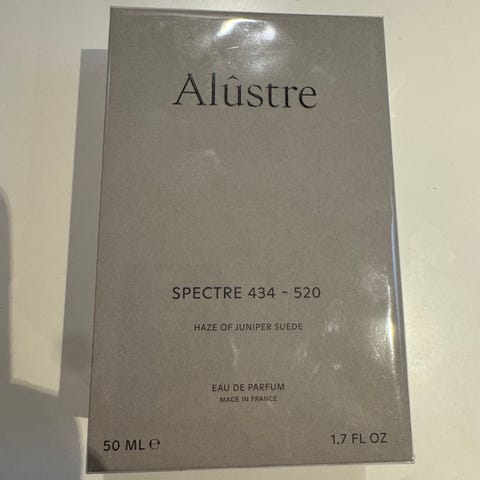 Alûstre
SPECTRE 434 - 520
HAZE OF JUNIPER SUEDE
EAU DE PARFUM
MADE IN FRANCE
50 ML ℮
1.7 FL OZ